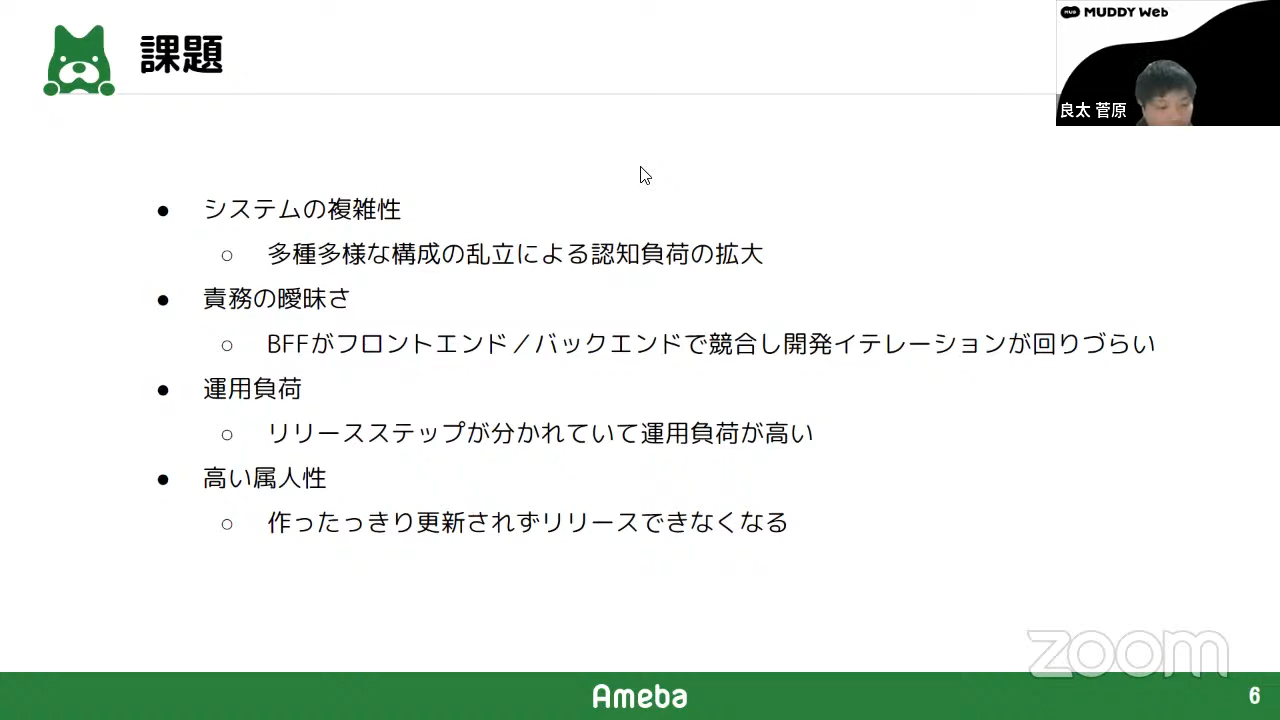 課題
MUDDY Web
良太 菅原
● システムの複雑性
○ 多種多様な構成の乱立による認知負荷の拡大
● 責務の曖昧さ
○ BFFがフロントエンド／バックエンドで競合し開発イテレーションが回りづらい
● 運用負荷
○ リリースステップが分かれていて運用負荷が高い
● 高い属人性
○ 作ったっきり更新されずリリースできなくなる
zoom
Ameba
6